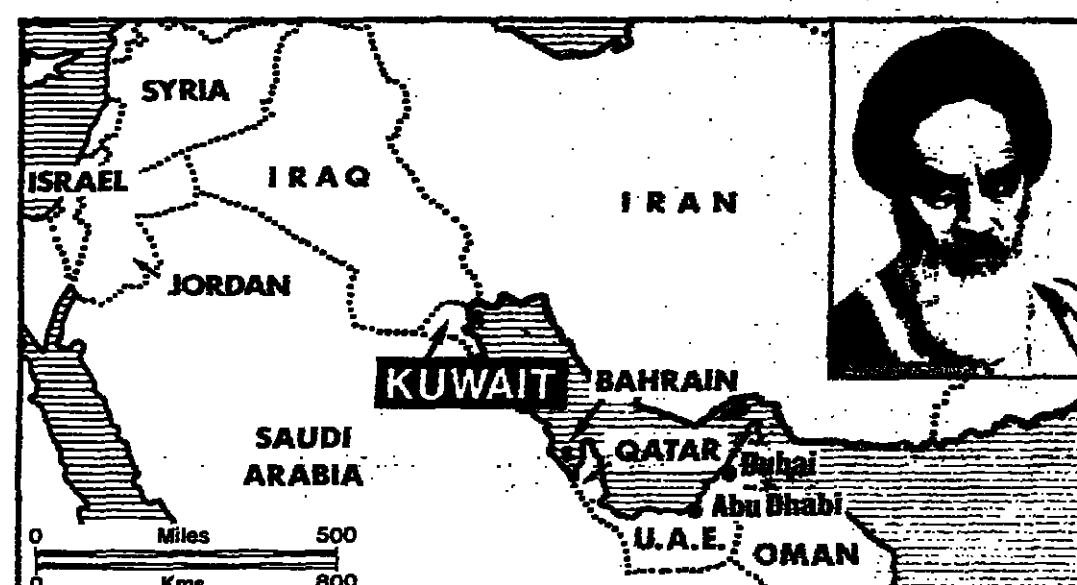 SYRIA
ISRAEL
IRAQ
IRAN
JORDAN
KUWAIT
BAHRAIN
SAUDI
ARABIA
QATAR
Dubai
Abu Dhabi
U.A.E.
OMAN
0 Miles 500
0 Kms 800